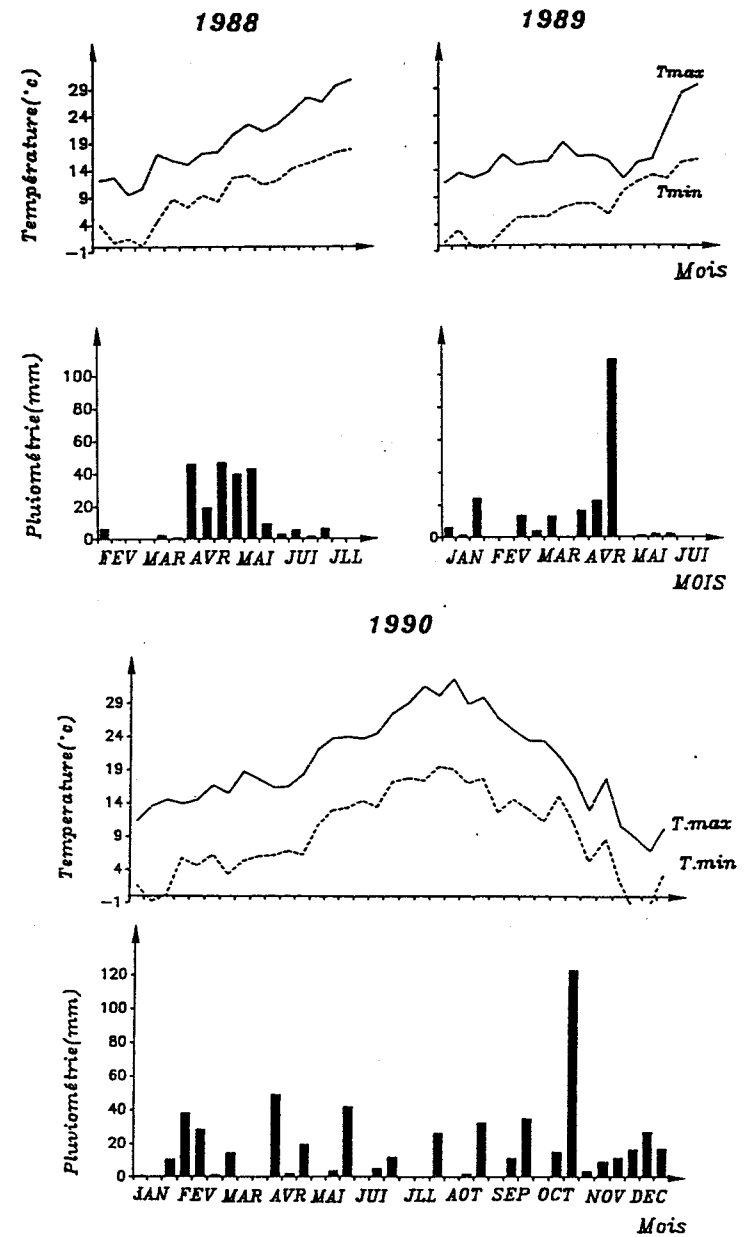 1988
1989
Température(°c)
29
24
19
14
9
4
-1
Tmax
Tmin
Mois
Pluiométrie(mm)
100
80
60
40
20
0
FEV MAR AVR MAI JUI JLL
0
JAN FEV MAR AVR MAI JUI
MOIS
1990
Temperature(°c)
29
24
19
14
9
4
-1
T.max
T.min
Pluviométrie(mm)
120
100
80
60
40
20
0
JAN FEV MAR AVR MAI JUI JLL AOT SEP OCT NOV DEC
Mois